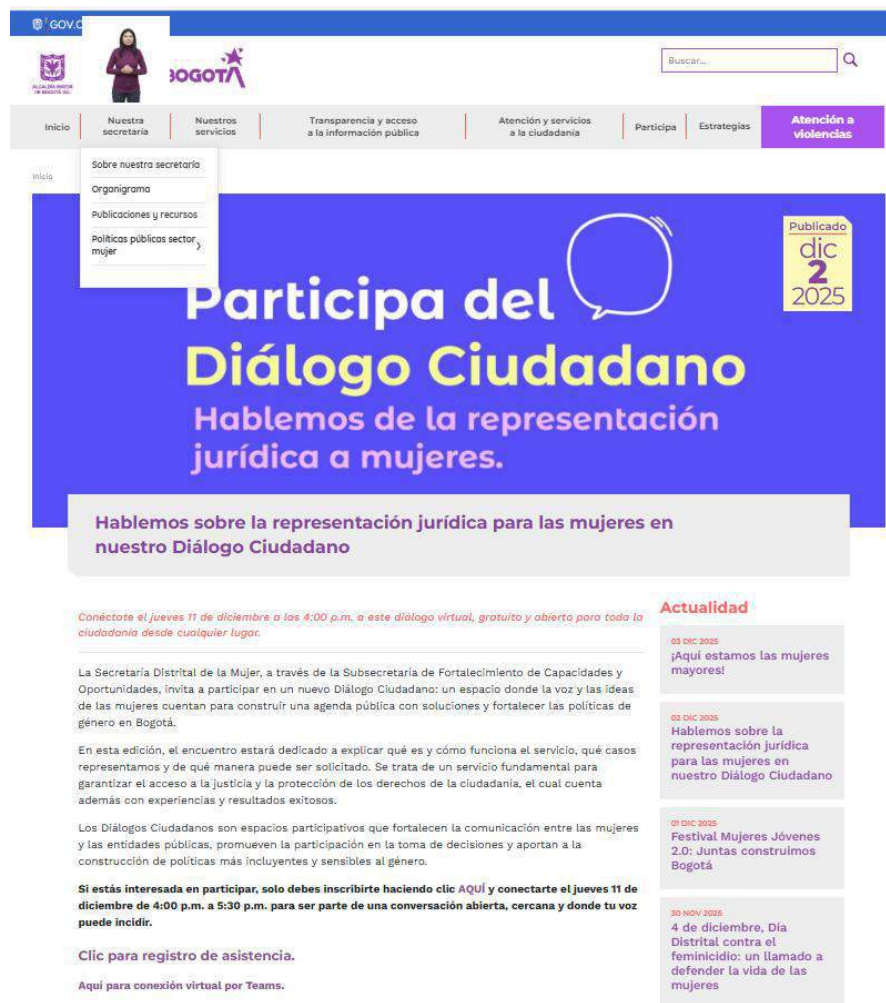 GOV.C
ALCALDÍA MAYOR
DE BOGOTÁ D.C.
BOGOTÁ
Buscar...
Inicio
Nuestra
secretaría
Nuestros
servicios
Transparencia y acceso
a la información pública
Atención y servicios
a la ciudadanía
Participa
Estrategias
Atención a
violencias
Sobre nuestra secretaría
Organigrama
Publicaciones y recursos
Políticas públicas sector
mujer
Inicio
Publicado
dic
2
2025
Participa del
Diálogo Ciudadano
Hablemos de la representación
jurídica a mujeres.
Hablemos sobre la representación jurídica para las mujeres en
nuestro Diálogo Ciudadano
Conéctate el jueves 11 de diciembre a las 4:00 p.m. a este diálogo virtual, gratuito y abierto para toda la
ciudadanía desde cualquier lugar.
La Secretaría Distrital de la Mujer, a través de la Subsecretaría de Fortalecimiento de Capacidades y
Oportunidades, invita a participar en un nuevo Diálogo Ciudadano: un espacio donde la voz y las ideas
de las mujeres cuentan para construir una agenda pública con soluciones y fortalecer las políticas de
género en Bogotá.
En esta edición, el encuentro estará dedicado a explicar qué es y cómo funciona el servicio, qué casos
representamos y de qué manera puede ser solicitado. Se trata de un servicio fundamental para
garantizar el acceso a la justicia y la protección de los derechos de la ciudadanía, el cual cuenta
además con experiencias y resultados exitosos.
Los Diálogos Ciudadanos son espacios participativos que fortalecen la comunicación entre las mujeres
y las entidades públicas, promueven la participación en la toma de decisiones y aportan a la
construcción de políticas más incluyentes y sensibles al género.
Si estás interesada en participar, solo debes inscribirte haciendo clic AQUÍ y conectarte el jueves 11 de
diciembre de 4:00 p.m. a 5:30 p.m. para ser parte de una conversación abierta, cercana y donde tu voz
puede incidir.
Clic para registro de asistencia.
Aquí para conexión virtual por Teams.
Actualidad
03 DIC 2025
¡Aquí estamos las mujeres
mayores!
02 DIC 2025
Hablemos sobre la
representación jurídica
para las mujeres en
nuestro Diálogo Ciudadano
01 DIC 2025
Festival Mujeres Jóvenes
2.0: Juntas construimos
Bogotá
30 NOV 2025
4 de diciembre, Día
Distrital contra el
feminicidio: un llamado a
defender la vida de las
mujeres